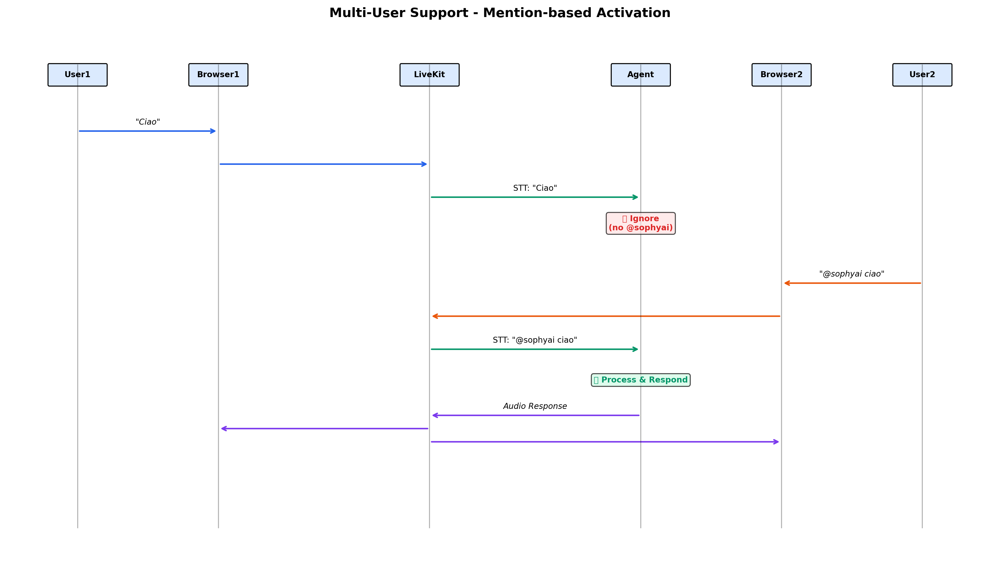 Multi-User Support - Mention-based Activation
User1
Browser1
LiveKit
Agent
Browser2
User2
"Ciao"
STT: "Ciao"
Ignore
(no @sophyai)
"@sophyai ciao"
STT: "@sophyai ciao"
Process & Respond
Audio Response